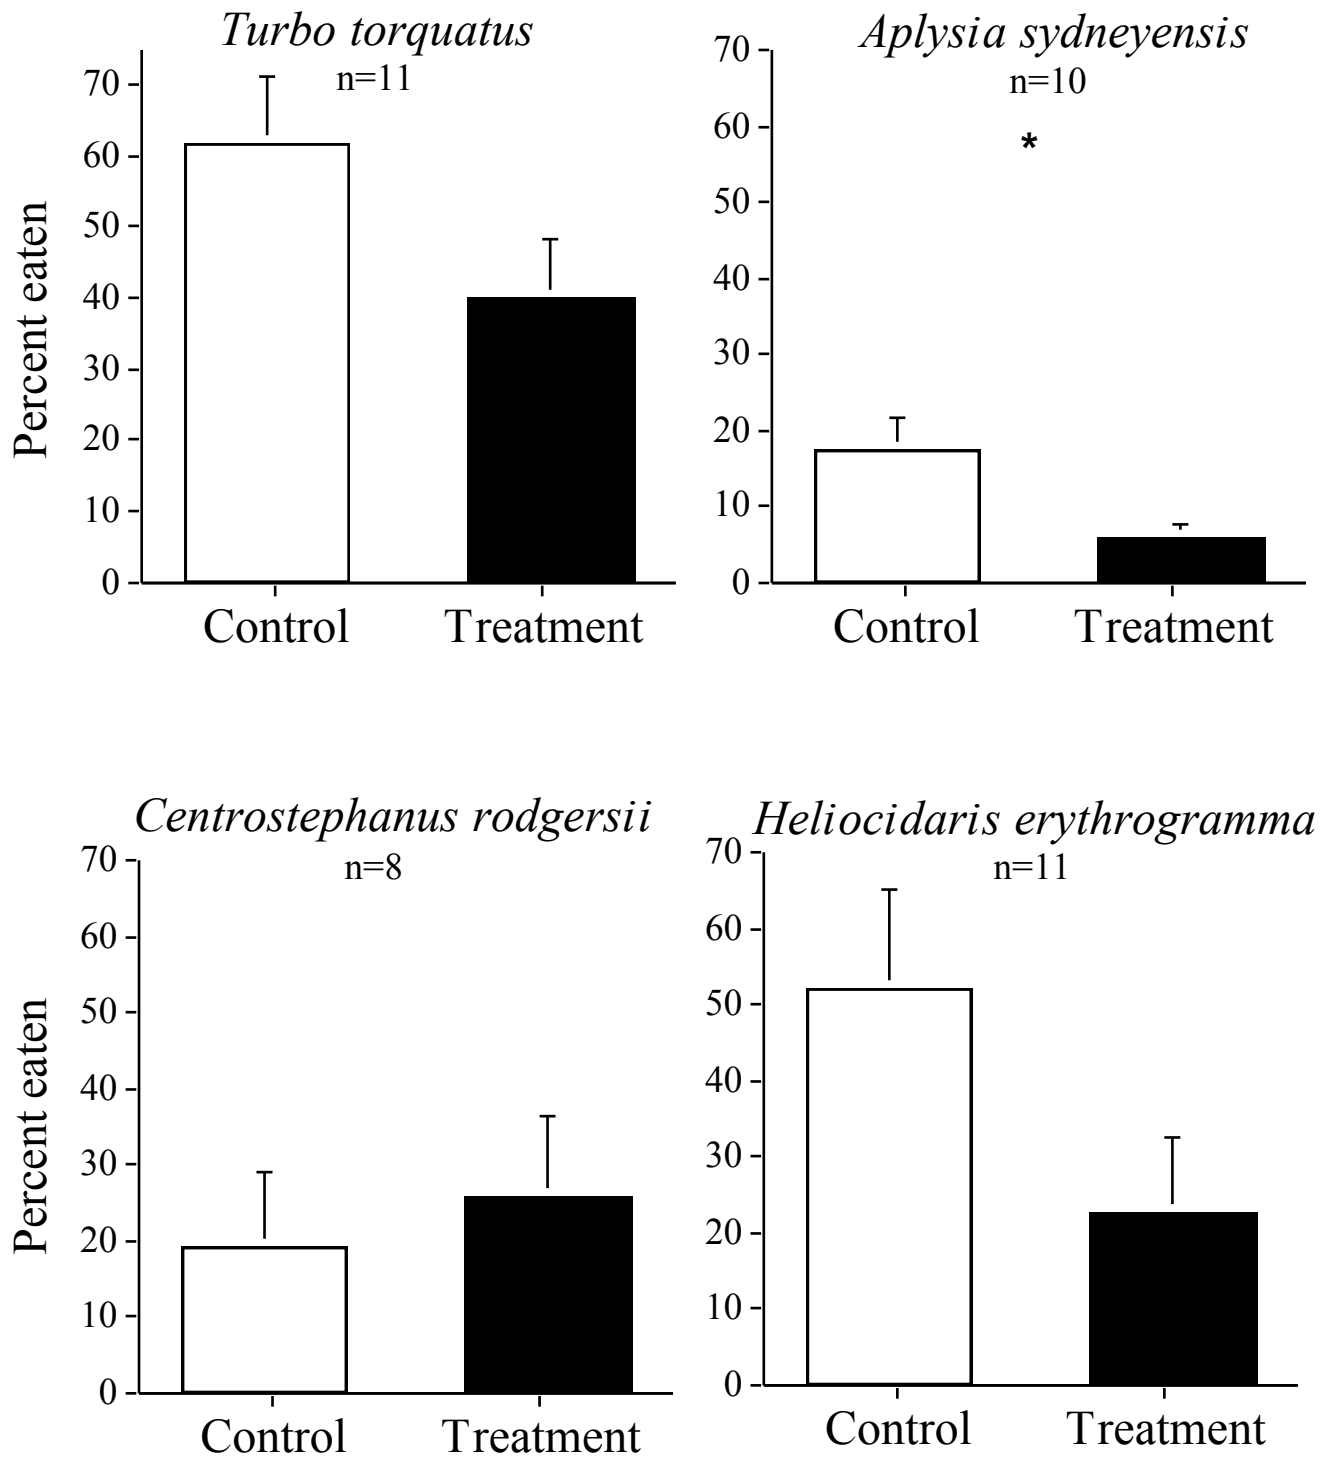 Turbo torquatus
n=11
70
60
50
40
30
20
10
0
Percent eaten
Control Treatment
Aplysia sydneyensis
n=10
*
70
60
50
40
30
20
10
0
Control Treatment
Centrostephanus rodgersii
n=8
70
60
50
40
30
20
10
0
Percent eaten
Control Treatment
Heliocidaris erythrogramma
n=11
70
60
50
40
30
20
10
0
Control Treatment